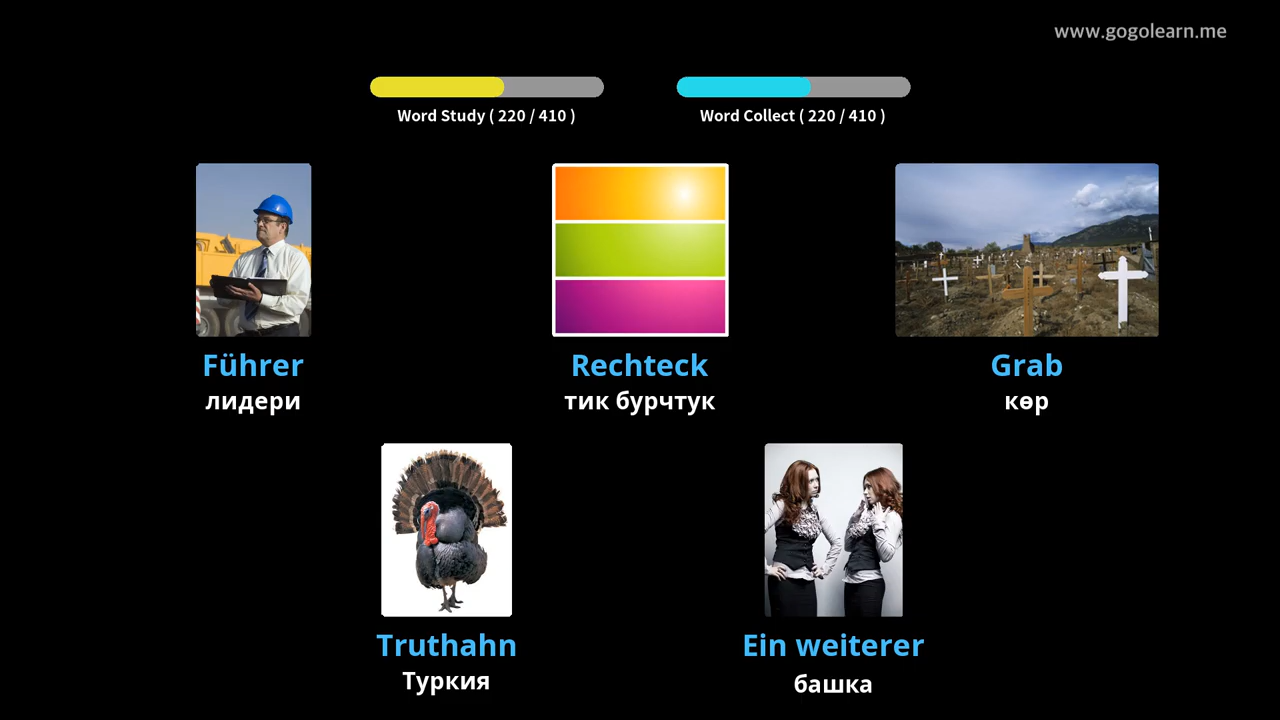 www.gogolearn.me
Word Study ( 220 / 410 )
Word Collect ( 220 / 410 )
Führer
лидери
Rechteck
тик бурчтук
Grab
көр
Truthahn
Туркия
Ein weiterer
башка